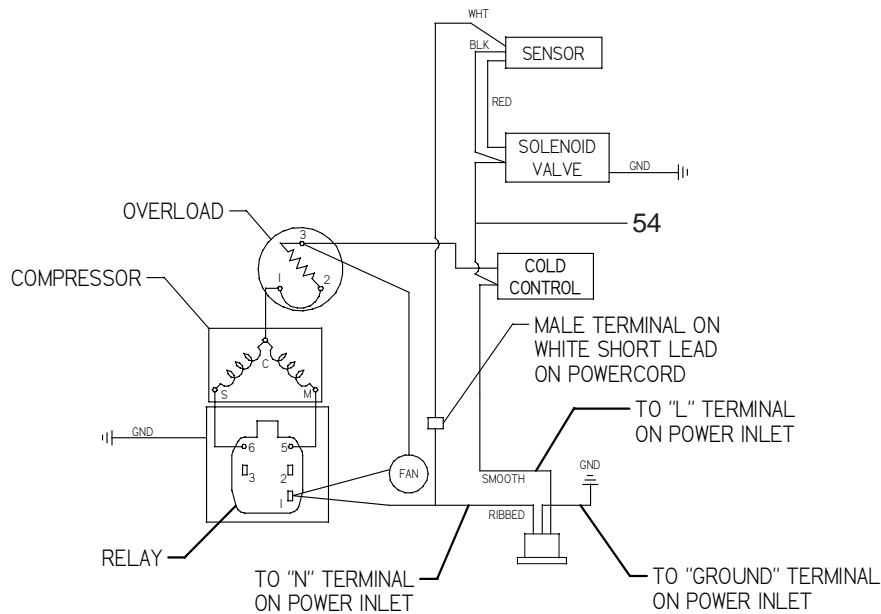 WHT
BLK
SENSOR
RED
SOLENOID
VALVE
GND
OVERLOAD
54
3
1
2
COLD
CONTROL
COMPRESSOR
MALE TERMINAL ON
WHITE SHORT LEAD
ON POWERCORD
C
S
M
TO "L" TERMINAL
ON POWER INLET
GND
6
5
3
2
1
FAN
SMOOTH
GND
RIBBED
RELAY
TO "N" TERMINAL
ON POWER INLET
TO "GROUND" TERMINAL
ON POWER INLET